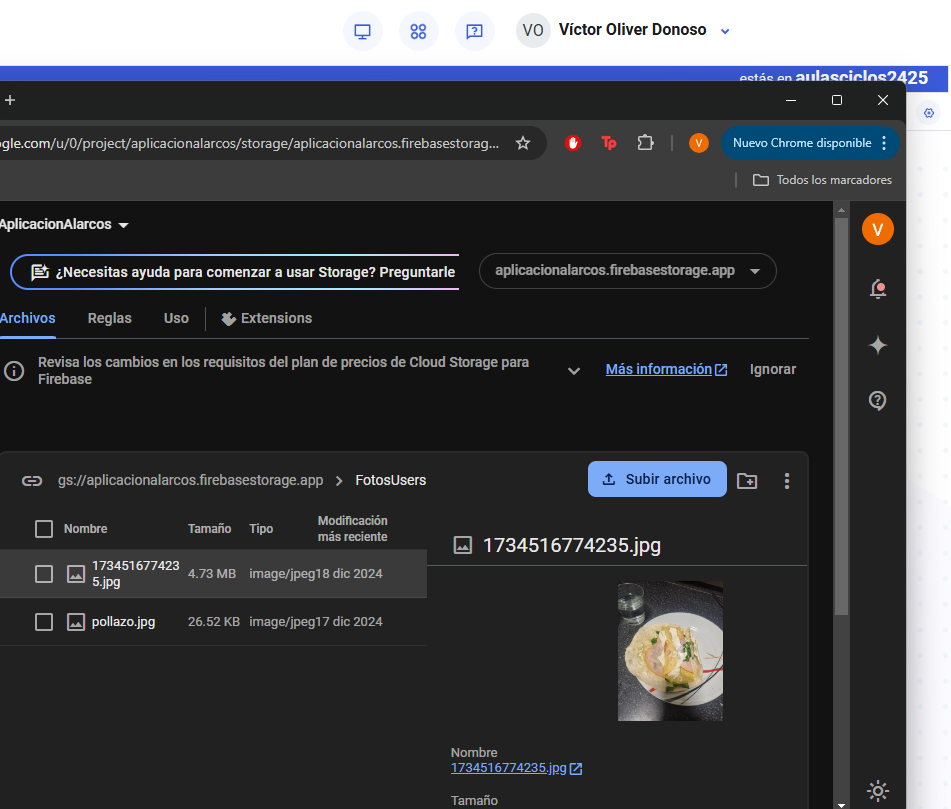 VO Víctor Oliver Donoso
estás en aulasciclos2425
ogle.com/u/0/project/aplicacionalarcos/storage/aplicacionalarcos.firebasestorag...
Tp
V
Nuevo Chrome disponible
Todos los marcadores
AplicacionAlarcos
V
¿Necesitas ayuda para comenzar a usar Storage? Preguntarle
aplicacionalarcos.firebasestorage.app
Archivos Reglas Uso Extensions
Revisa los cambios en los requisitos del plan de precios de Cloud Storage para
Firebase
Más información Ignorar
gs://aplicacionalarcos.firebasestorage.app > FotosUsers
Subir archivo
Nombre Tamaño Tipo Modificación
más reciente
173451677423
5.jpg
4.73 MB image/jpeg 18 dic 2024
pollazo.jpg 26.52 KB image/jpeg 17 dic 2024
1734516774235.jpg
Nombre
1734516774235.jpg
Tamaño